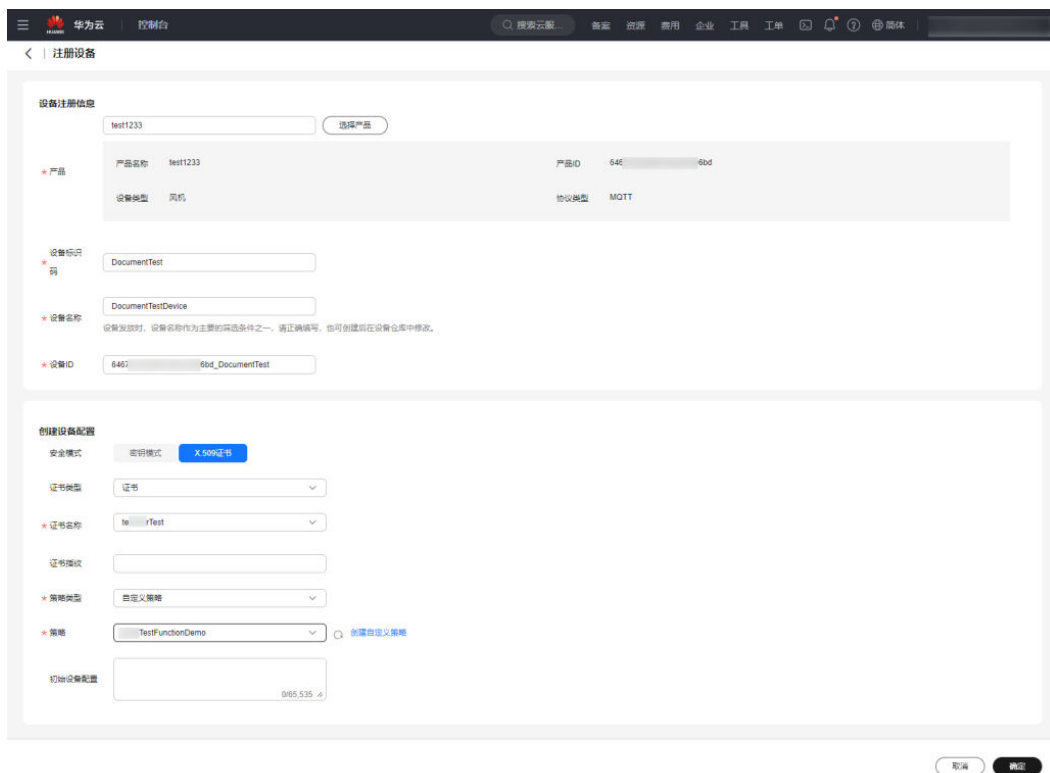 HUAWEI 华为云 控制台 搜索云服... 备案 资源 费用 企业 工具 工单 简体
注册设备
设备注册信息
test1233 选择产品
* 产品
产品名称 test1233 产品ID 646 6bd
设备类型 风机 协议类型 MQTT
* 设备标识码 DocumentTest
* 设备名称 DocumentTestDevice
设备发放时，设备名称作为主要的筛选条件之一，请正确填写，也可创建后在设备仓库中修改。
* 设备ID 6467 6bd_DocumentTest
创建设备配置
安全模式 密钥模式 X.509证书
证书类型 证书
* 证书名称 te rTest
证书指纹
* 策略类型 自定义策略
* 策略 TestFunctionDemo 创建自定义策略
初始设备配置
0/65,535
取消 确定